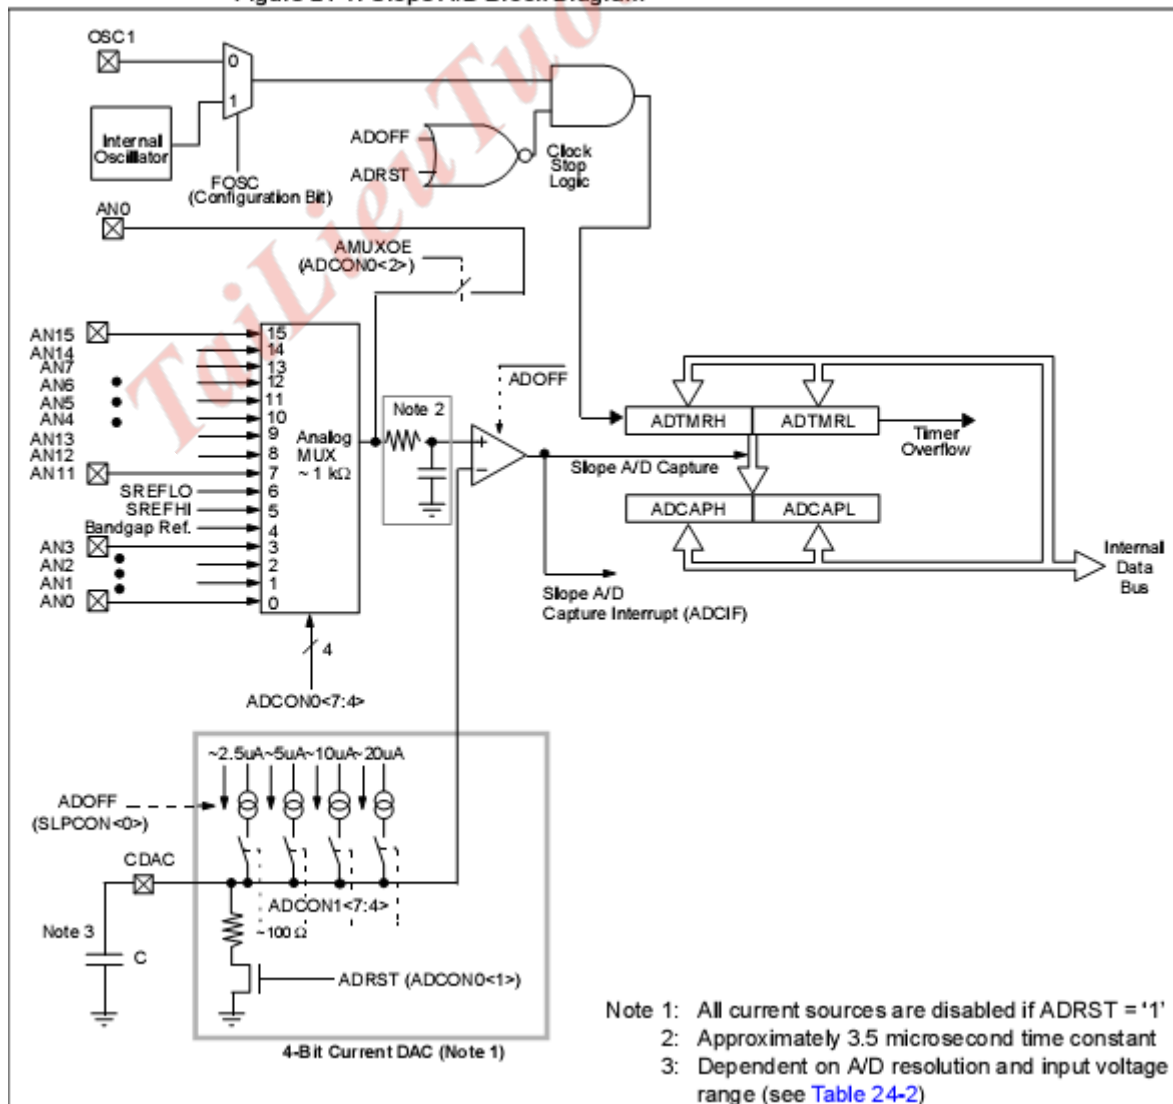 Figure 24-1: Slope A/D Block Diagram
OSC1
0
1
Internal
Oscillator
FOSC
(Configuration Bit)
ADOFF
ADRST
Clock
Stop
Logic
AN0
AMUXOE
(ADCON0<2>)
AN15
AN14
AN7
AN6
AN5
AN4
AN13
AN12
AN11
SREFLO
SREFHI
Bandgap Ref.
AN3
AN2
AN1
AN0
15
14
13
12
11
10
9
8
7
6
5
4
3
2
1
0
Analog
MUX
~ 1 kΩ
4
ADCON0<7:4>
Note 2
+
−
ADOFF
Slope A/D Capture
Slope A/D
Capture Interrupt (ADCIF)
ADTMRH
ADTMRL
Timer
Overflow
ADCAPH
ADCAPL
Internal
Data
Bus
~2.5uA ~5uA ~10uA ~20uA
ADOFF
(SLPCON<0>)
CDAC
ADCON1<7:4>
~100 Ω
Note 3
C
ADRST (ADCON0<1>)
4-Bit Current DAC (Note 1)
Note 1: All current sources are disabled if ADRST = '1'
2: Approximately 3.5 microsecond time constant
3: Dependent on A/D resolution and input voltage
range (see Table 24-2)
TaiLieuTuo